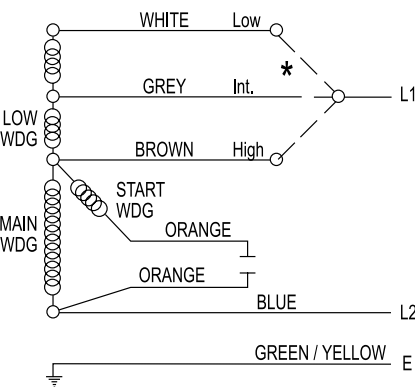 WHITE Low
*
GREY Int.
L1
LOW
WDG
BROWN High
START
WDG
MAIN
WDG
ORANGE
ORANGE
BLUE
L2
GREEN / YELLOW
E